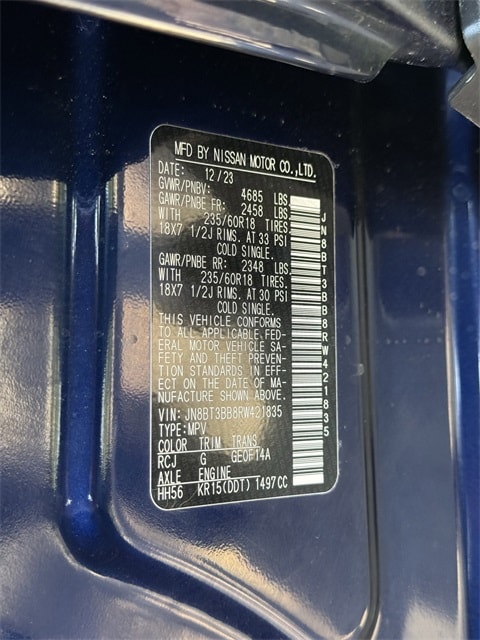 MFD BY NISSAN MOTOR CO.,LTD.
DATE: 12/23
GVWR/PNBV: 4685 LBS
GAWR/PNBE FR: 2458 LBS
WITH 235/60R18 TIRES
18X7 1/2J RIMS. AT 33 PSI
COLD SINGLE.
GAWR/PNBE RR: 2348 LBS
WITH 235/60R18 TIRES.
18X7 1/2J RIMS. AT 30 PSI
COLD SINGLE.
THIS VEHICLE CONFORMS
TO ALL APPLICABLE FED-
ERAL MOTOR VEHICLE SA-
FETY AND THEFT PREVEN-
TION STANDARDS IN EFF-
ECT ON THE DATE OF MA-
NUFACTURE SHOWN ABOVE.
VIN: JN8BT3BB8RW421835
TYPE:MPV
COLOR TRIM TRANS
RCJ G GE0F14A
AXLE ENGINE
HH56 KR15(DDT) 1497CC
JN8BT3BB8RW421835